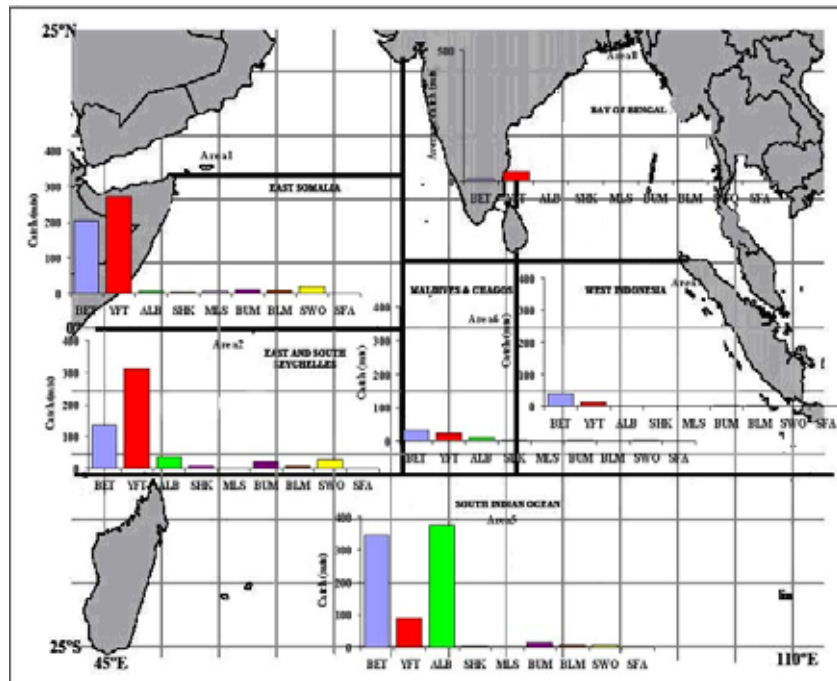 25°N
500
Area8
BAY OF BENGAL
BET YFT ALB SHK MLS BUM BLM SWO SFA
Area1
EAST SOMALIA
400
300
200
100
0
Catch (mt)
BET YFT ALB SHK MLS BUM BLM SWO SFA
0°
Area2
EAST AND SOUTH
SEYCHELLES
400
300
200
100
0
Catch (mt)
BET YFT ALB SHK MLS BUM BLM SWO SFA
MALDIVES & CHAGOS
Area6
400
300
200
100
0
BET YFT ALB SHK MLS BUM BLM SWO SFA
WEST INDONESIA
400
300
200
100
0
Catch (mt)
BET YFT ALB SHK MLS BUM BLM SWO SFA
SOUTH INDIAN OCEAN
Area5
400
300
200
100
0
Catch (mt)
BET YFT ALB SHK MLS BUM BLM SWO SFA
25°S
45°E
110°E